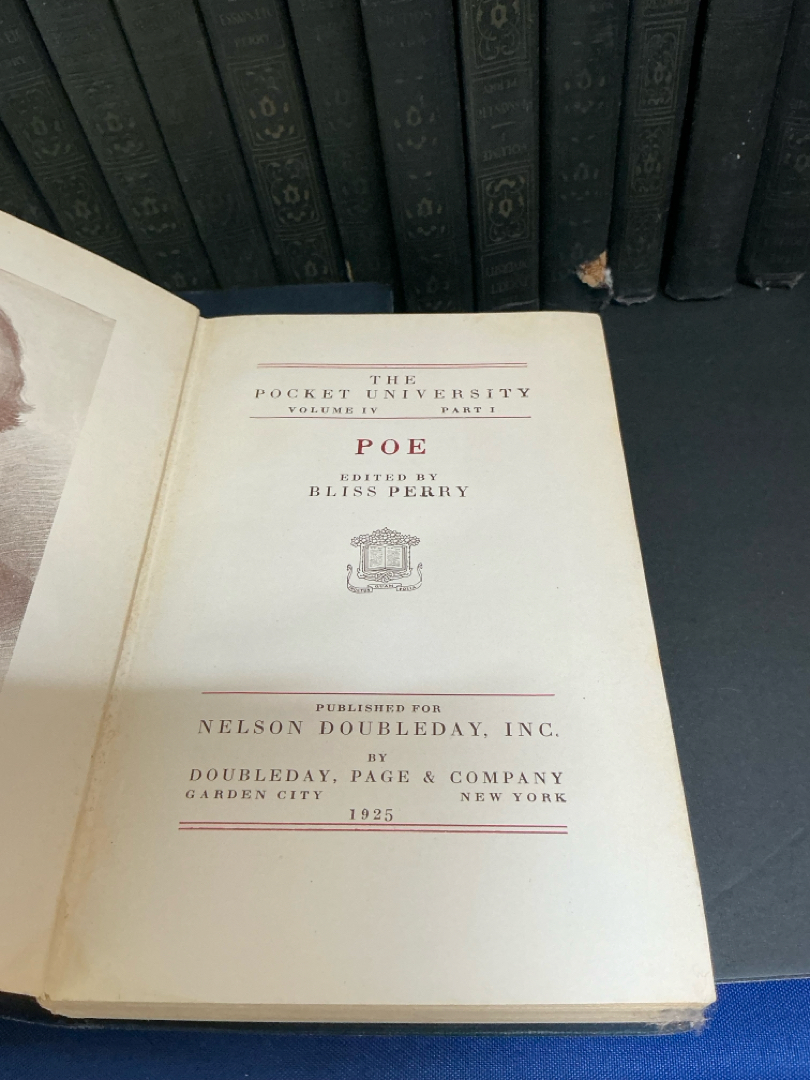 PERRY
THE
POCKET UNIVERSITY
VOLUME IV PART I
POE
EDITED BY
BLISS PERRY
PUBLISHED FOR
NELSON DOUBLEDAY, INC.
BY
DOUBLEDAY, PAGE & COMPANY
GARDEN CITY NEW YORK
1925